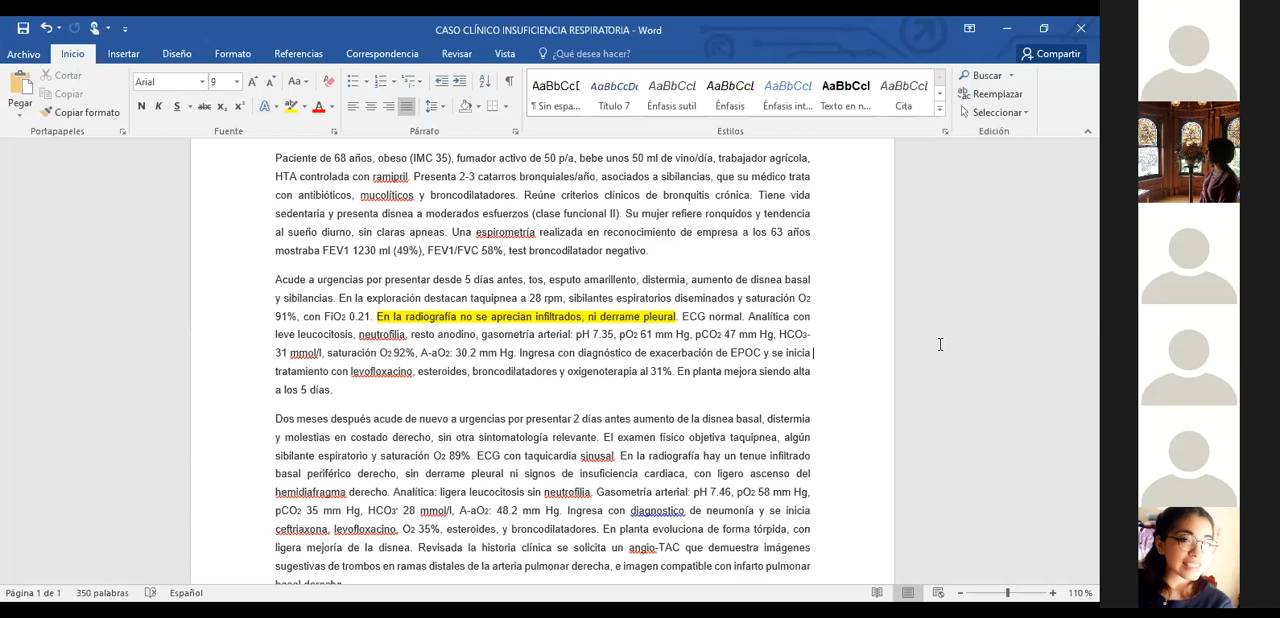 CASO CLÍNICO INSUFICIENCIA RESPIRATORIA - Word
Archivo Inicio Insertar Diseño Formato Referencias Correspondencia Revisar Vista ¿Qué desea hacer? Compartir
Pegar
Cortar
Copiar
Copiar formato
Portapapeles
Arial 9
Aa
N K S abc x₂ x²
A A
Fuente
Párrafo
AaBbCcD AaBbCcDc AaBbCcI AaBbCcI AaBbCcI AaBbCcI AaBbCcI
¶ Sin espa... Título 7 Énfasis sutil Énfasis Énfasis int... Texto en n... Cita
Estilos
Buscar
Reemplazar
Seleccionar
Edición
Paciente de 68 años, obeso (IMC 35), fumador activo de 50 p/a, bebe unos 50 ml de vino/día, trabajador agrícola,
HTA controlada con ramipril. Presenta 2-3 catarros bronquiales/año, asociados a sibilancias, que su médico trata
con antibióticos, mucolíticos y broncodilatadores. Reúne criterios clínicos de bronquitis crónica. Tiene vida
sedentaria y presenta disnea a moderados esfuerzos (clase funcional II). Su mujer refiere ronquidos y tendencia
al sueño diurno, sin claras apneas. Una espirometría realizada en reconocimiento de empresa a los 63 años
mostraba FEV1 1230 ml (49%), FEV1/FVC 58%, test broncodilatador negativo.
Acude a urgencias por presentar desde 5 días antes, tos, esputo amarillento, distermia, aumento de disnea basal
y sibilancias. En la exploración destacan taquipnea a 28 rpm, sibilantes espiratorios diseminados y saturación O2
91%, con FiO2 0.21. En la radiografía no se aprecian infiltrados, ni derrame pleural. ECG normal. Analítica con
leve leucocitosis, neutrofilia, resto anodino, gasometría arterial: pH 7.35, pO2 61 mm Hg, pCO2 47 mm Hg, HCO3-
31 mmol/l, saturación O2 92%, A-aO2: 30.2 mm Hg. Ingresa con diagnóstico de exacerbación de EPOC y se inicia
tratamiento con levofloxacino, esteroides, broncodilatadores y oxigenoterapia al 31%. En planta mejora siendo alta
a los 5 días.
Dos meses después acude de nuevo a urgencias por presentar 2 días antes aumento de la disnea basal, distermia
y molestias en costado derecho, sin otra sintomatología relevante. El examen físico objetiva taquipnea, algún
sibilante espiratorio y saturación O2 89%. ECG con taquicardia sinusal. En la radiografía hay un tenue infiltrado
basal periférico derecho, sin derrame pleural ni signos de insuficiencia cardiaca, con ligero ascenso del
hemidiafragma derecho. Analítica: ligera leucocitosis sin neutrofilia. Gasometría arterial: pH 7.46, pO2 58 mm Hg,
pCO2 35 mm Hg, HCO3- 28 mmol/l, A-aO2: 48.2 mm Hg. Ingresa con diagnostico de neumonía y se inicia
ceftriaxona, levofloxacino, O2 35%, esteroides, y broncodilatadores. En planta evoluciona de forma tórpida, con
ligera mejoría de la disnea. Revisada la historia clínica se solicita un angio-TAC que demuestra imágenes
sugestivas de trombos en ramas distales de la arteria pulmonar derecha, e imagen compatible con infarto pulmonar
basal derecho.
Página 1 de 1 350 palabras Español 110 %